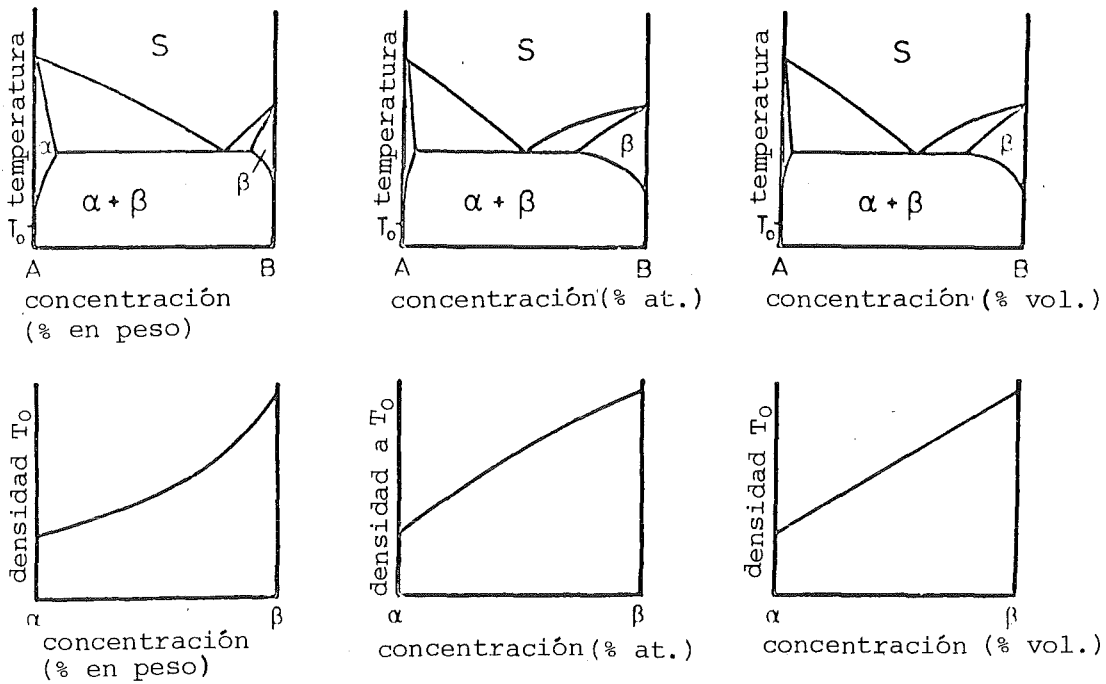 temperatura
T₀
S
α
β
α + β
A
B
concentración
(% en peso)
temperatura
T₀
S
β
α + β
A
B
concentración (% at.)
temperatura
T₀
S
β
α + β
A
B
concentración (% vol.)
densidad T₀
α
β
concentración
(% en peso)
densidad a T₀
α
β
concentración (% at.)
densidad T₀
α
β
concentración (% vol.)